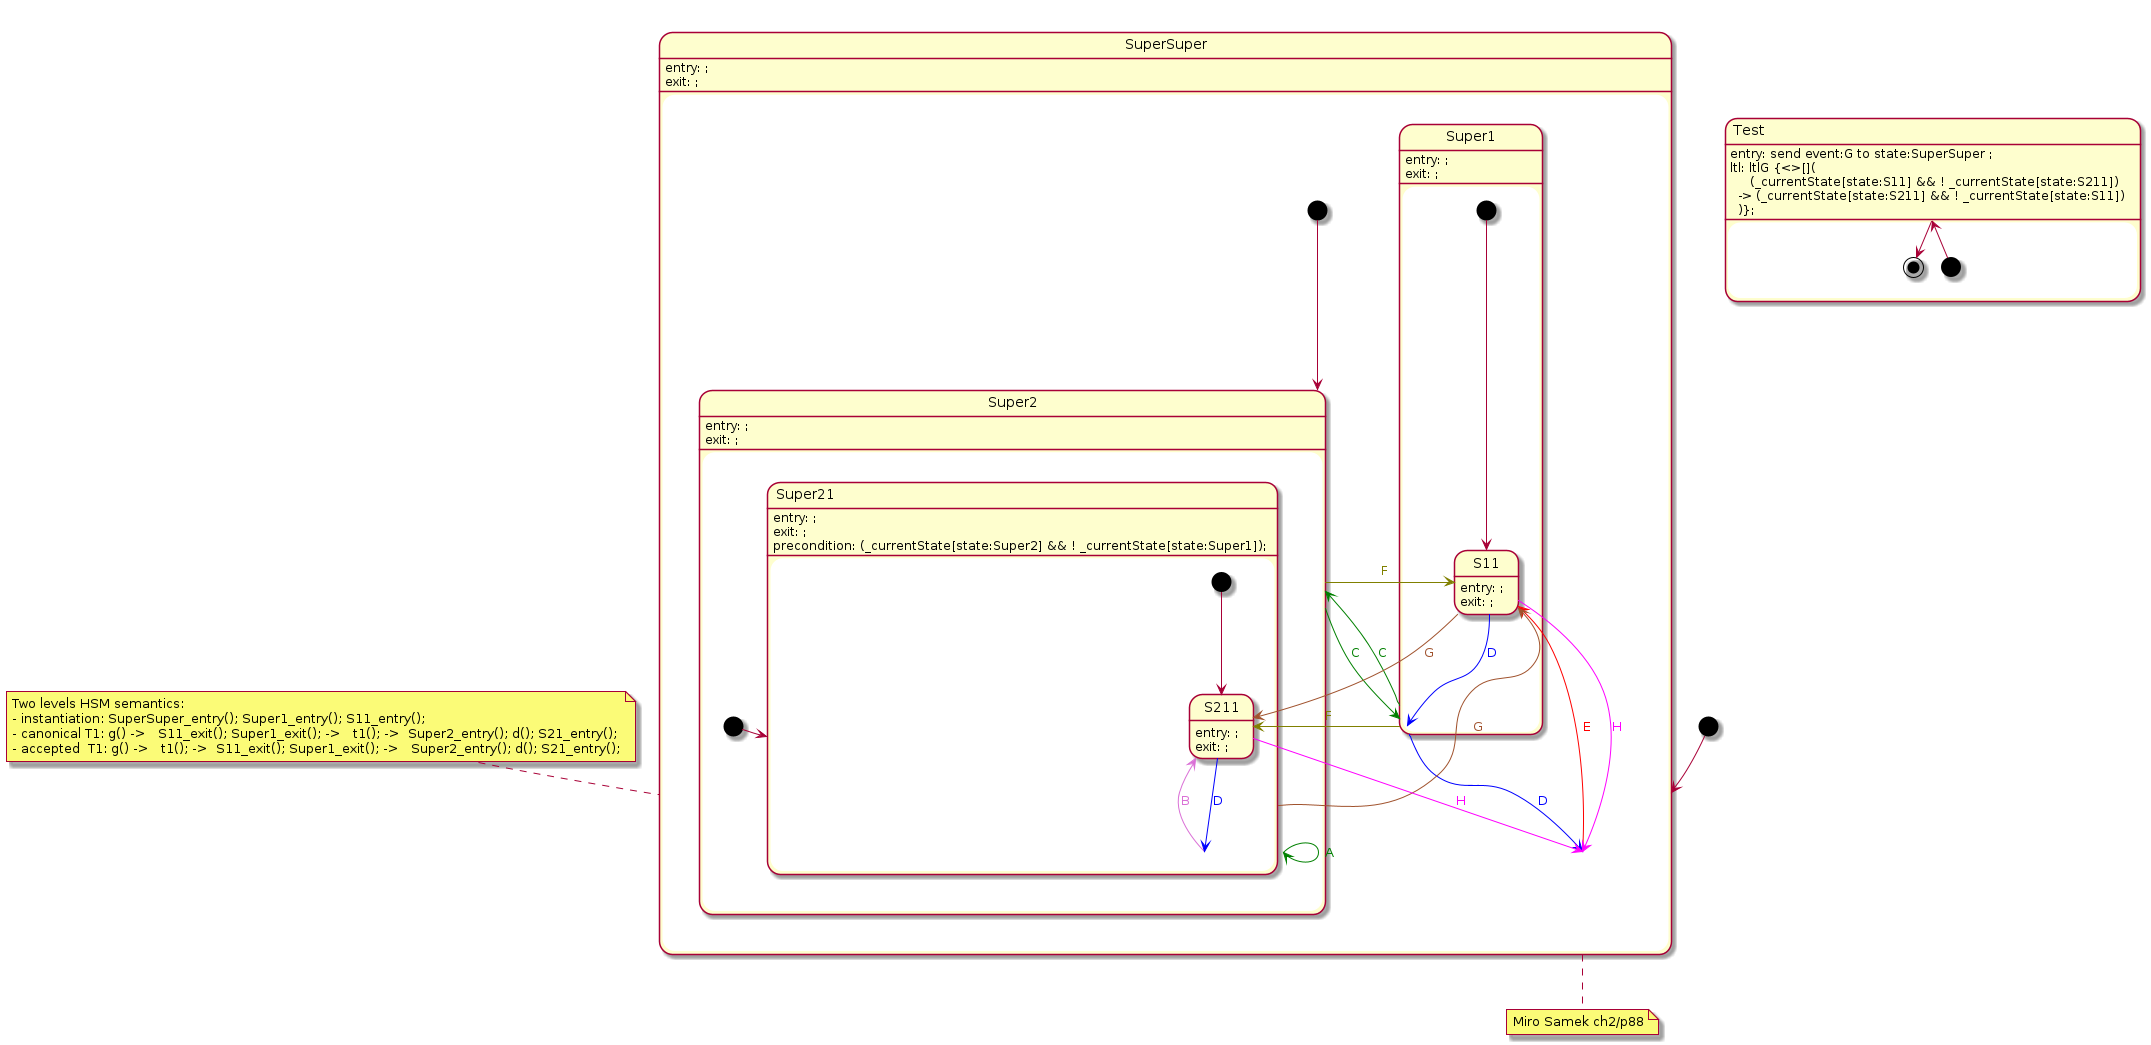 SuperSuper
entry: ;
exit: ;
Super1
entry: ;
exit: ;
Test
entry: send event:G to state:SuperSuper ;
ltl: ltlG {<>[](
(_currentState[state:S11] && ! _currentState[state:S211])
-> (_currentState[state:S211] && ! _currentState[state:S11])
)};
Super2
entry: ;
exit: ;
Super21
entry: ;
exit: ;
precondition: (_currentState[state:Super2] && ! _currentState[state:Super1]);
F
S11
entry: ;
exit: ;
C
C
G
D
S211
entry: ;
exit: ;
F
G
E
H
Two levels HSM semantics:
- instantiation: SuperSuper_entry(); Super1_entry(); S11_entry();
- canonical T1: g() ->   S11_exit(); Super1_exit(); ->   t1(); ->  Super2_entry(); d(); S21_entry();
- accepted  T1: g() ->   t1(); ->  S11_exit(); Super1_exit(); ->   Super2_entry(); d(); S21_entry();
B
D
H
D
A
Miro Samek ch2/p88